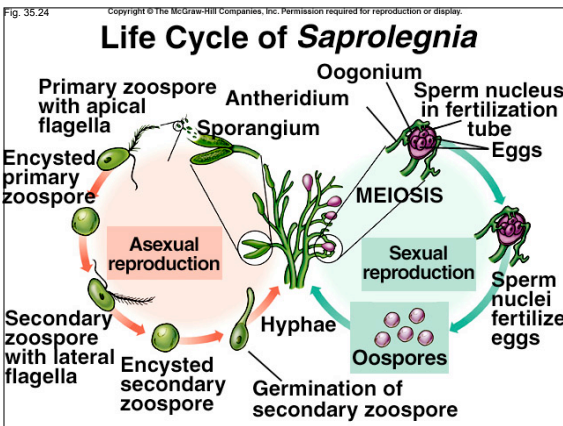 Fig. 35.24
Copyright © The McGraw-Hill Companies, Inc. Permission required for reproduction or display.
Life Cycle of Saprolegnia
Primary zoospore
with apical
flagella
Sporangium
Antheridium
Oogonium
Sperm nucleus
in fertilization
tube
Eggs
Encysted
primary
zoospore
MEIOSIS
Asexual
reproduction
Sexual
reproduction
Sperm
nuclei
fertilize
eggs
Secondary
zoospore
with lateral
flagella
Encysted
secondary
zoospore
Hyphae
Oospores
Germination of
secondary zoospore